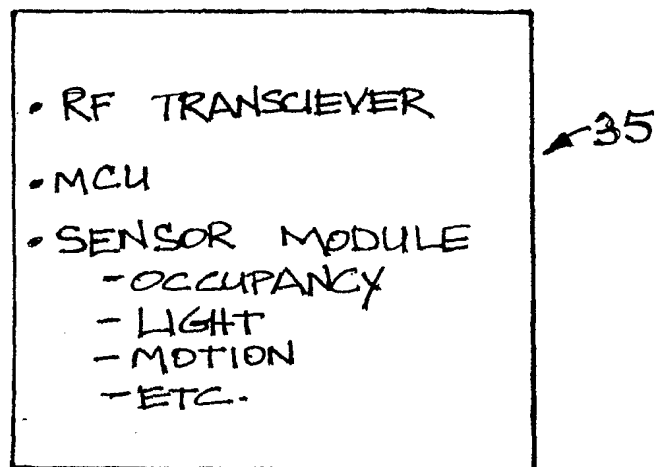 • RF TRANSCIEVER
35
• MCU
• SENSOR MODULE
- OCCUPANCY
- LIGHT
- MOTION
- ETC.